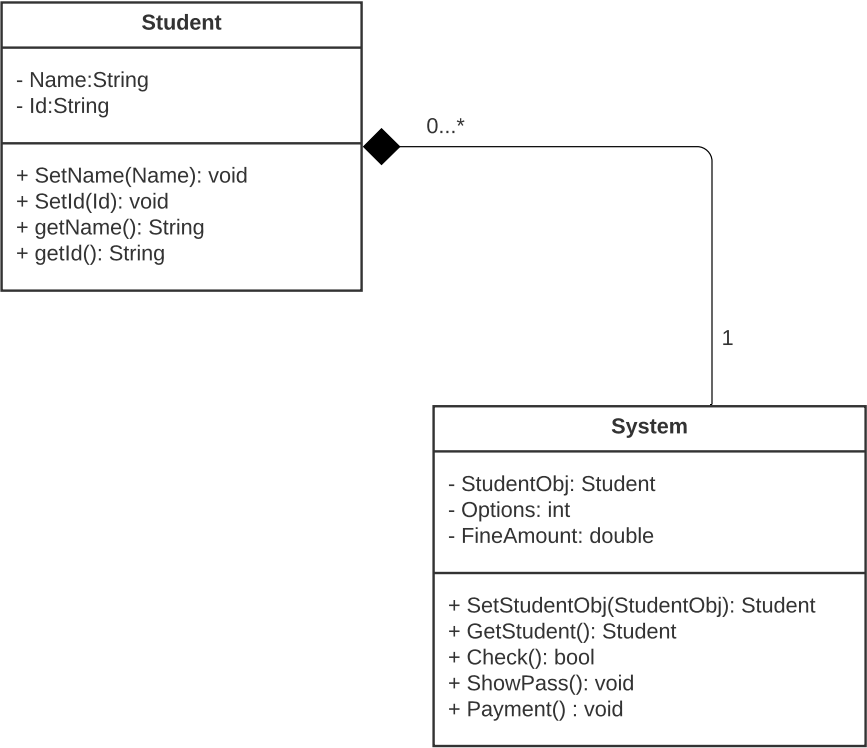 Student
- Name:String
- Id:String
+ SetName(Name): void
+ SetId(Id): void
+ getName(): String
+ getId(): String
0...*
1
System
- StudentObj: Student
- Options: int
- FineAmount: double
+ SetStudentObj(StudentObj): Student
+ GetStudent(): Student
+ Check(): bool
+ ShowPass(): void
+ Payment() : void